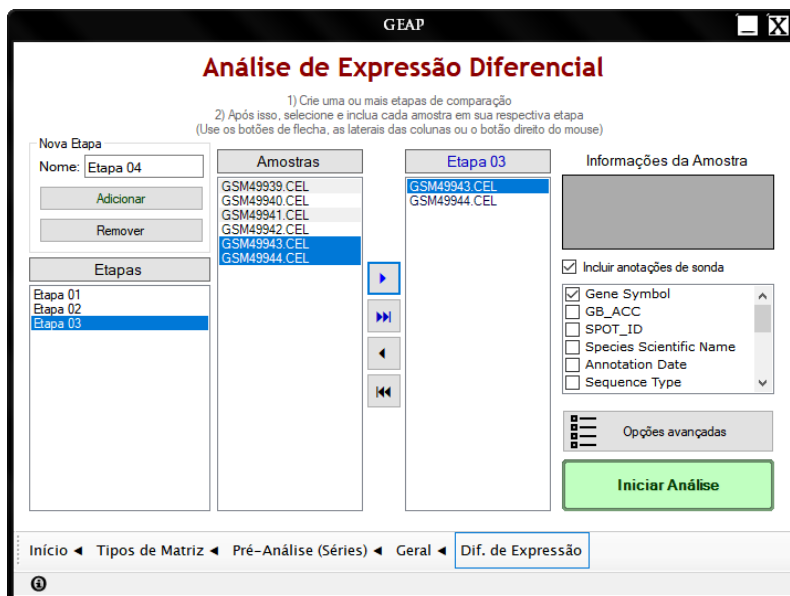 GEAP
Análise de Expressão Diferencial
1) Crie uma ou mais etapas de comparação
2) Após isso, selecione e inclua cada amostra em sua respectiva etapa
(Use os botões de flecha, as laterais das colunas ou o botão direito do mouse)
Nova Etapa
Nome: Etapa 04
Adicionar
Remover
Etapas
Etapa 01
Etapa 02
Etapa 03
Amostras
GSM49939.CEL
GSM49940.CEL
GSM49941.CEL
GSM49942.CEL
GSM49943.CEL
GSM49944.CEL
Etapa 03
GSM49943.CEL
GSM49944.CEL
Informações da Amostra
Incluir anotações de sonda
Gene Symbol
GB_ACC
SPOT_ID
Species Scientific Name
Annotation Date
Sequence Type
Opções avançadas
Iniciar Análise
Início Tipos de Matriz Pré-Análise (Séries) Geral Dif. de Expressão